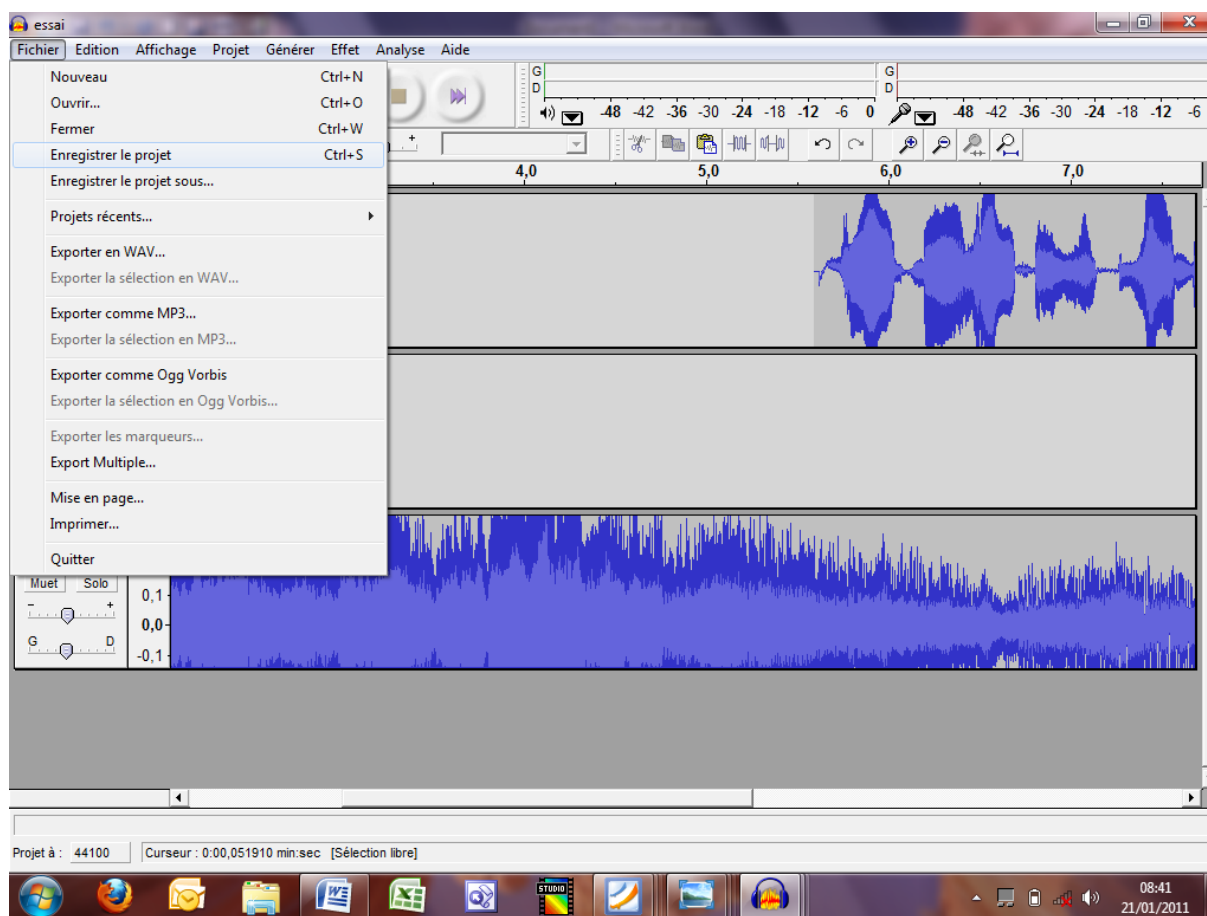 essai
Fichier Edition Affichage Projet Générer Effet Analyse Aide
Nouveau Ctrl+N
Ouvrir... Ctrl+O
Fermer Ctrl+W
Enregistrer le projet Ctrl+S
Enregistrer le projet sous...
Projets récents...
Exporter en WAV...
Exporter la sélection en WAV...
Exporter comme MP3...
Exporter la sélection en MP3...
Exporter comme Ogg Vorbis
Exporter la sélection en Ogg Vorbis...
Exporter les marqueurs...
Export Multiple...
Mise en page...
Imprimer...
Quitter
G G
D D
-48 -42 -36 -30 -24 -18 -12 -6 0 -48 -42 -36 -30 -24 -18 -12 -6
+
4,0 5,0 6,0 7,0
Muet Solo
- +
G D
0,1
0,0
-0,1
Projet à : 44100 Curseur : 0:00,051910 min:sec [Sélection libre]
STUDIO
08:41
21/01/2011